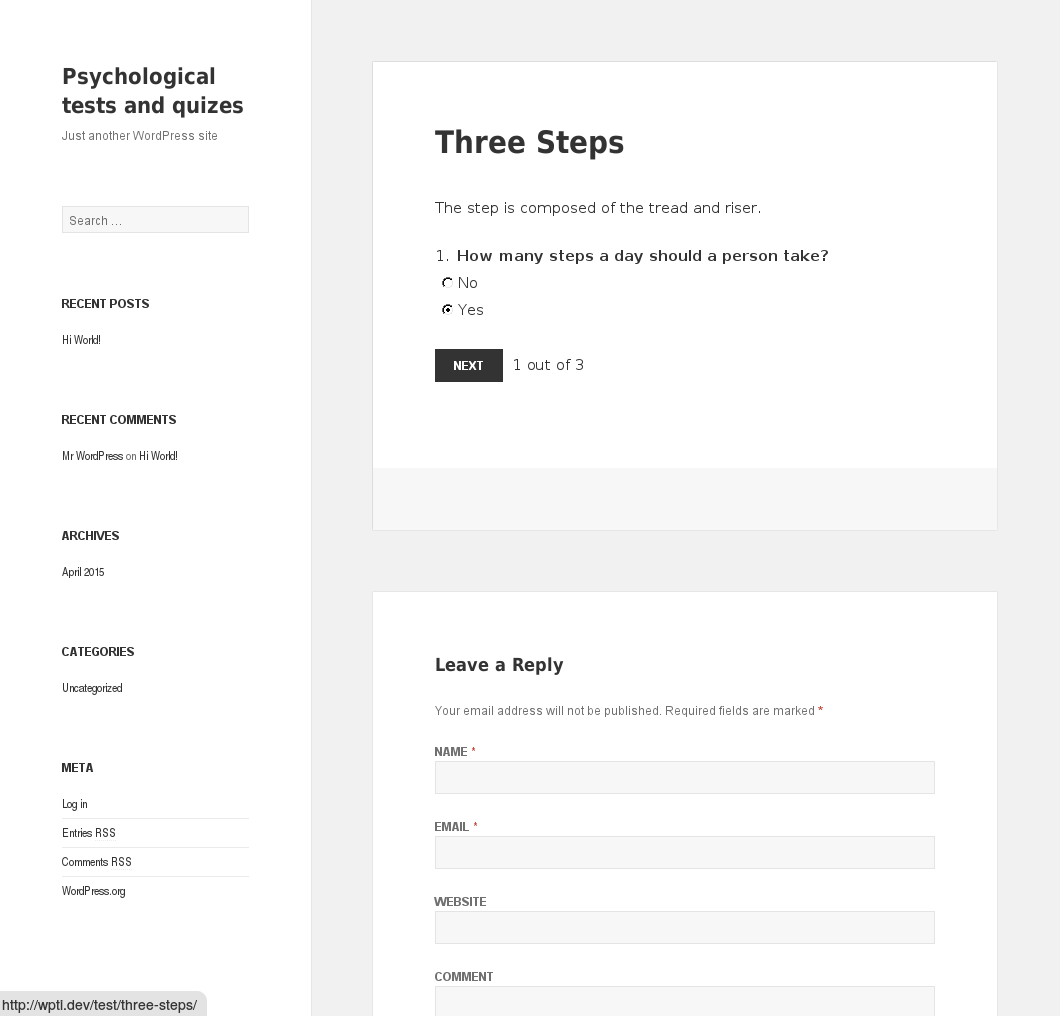 Psychological
tests and quizes
Just another WordPress site
Search ...
RECENT POSTS
Hi World!
RECENT COMMENTS
Mr WordPress on Hi World!
ARCHIVES
April 2015
CATEGORIES
Uncategorized
META
Log in
Entries RSS
Comments RSS
WordPress.org
Three Steps
The step is composed of the tread and riser.
1. How many steps a day should a person take?
No
Yes
NEXT 1 out of 3
Leave a Reply
Your email address will not be published. Required fields are marked *
NAME *
EMAIL *
WEBSITE
COMMENT
http://wpti.dev/test/three-steps/